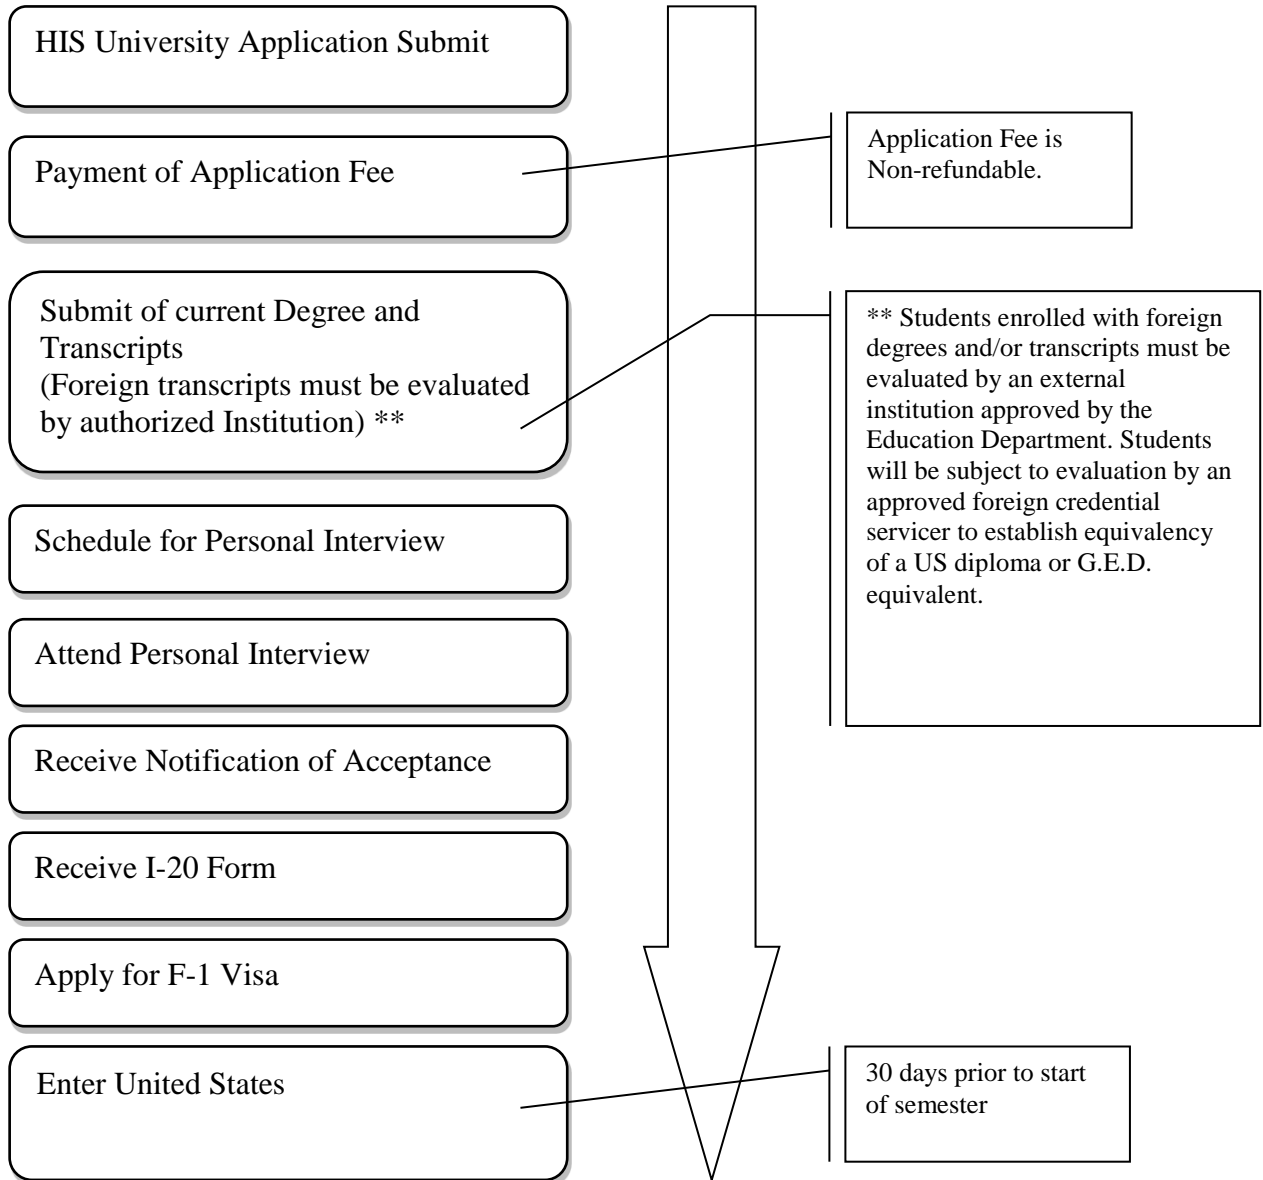 HIS University Application Submit
Payment of Application Fee
Application Fee is
Non-refundable.
Submit of current Degree and
Transcripts
(Foreign transcripts must be evaluated
by authorized Institution) **
** Students enrolled with foreign
degrees and/or transcripts must be
evaluated by an external
institution approved by the
Education Department. Students
will be subject to evaluation by an
approved foreign credential
servicer to establish equivalency
of a US diploma or G.E.D.
equivalent.
Schedule for Personal Interview
Attend Personal Interview
Receive Notification of Acceptance
Receive I-20 Form
Apply for F-1 Visa
Enter United States
30 days prior to start
of semester